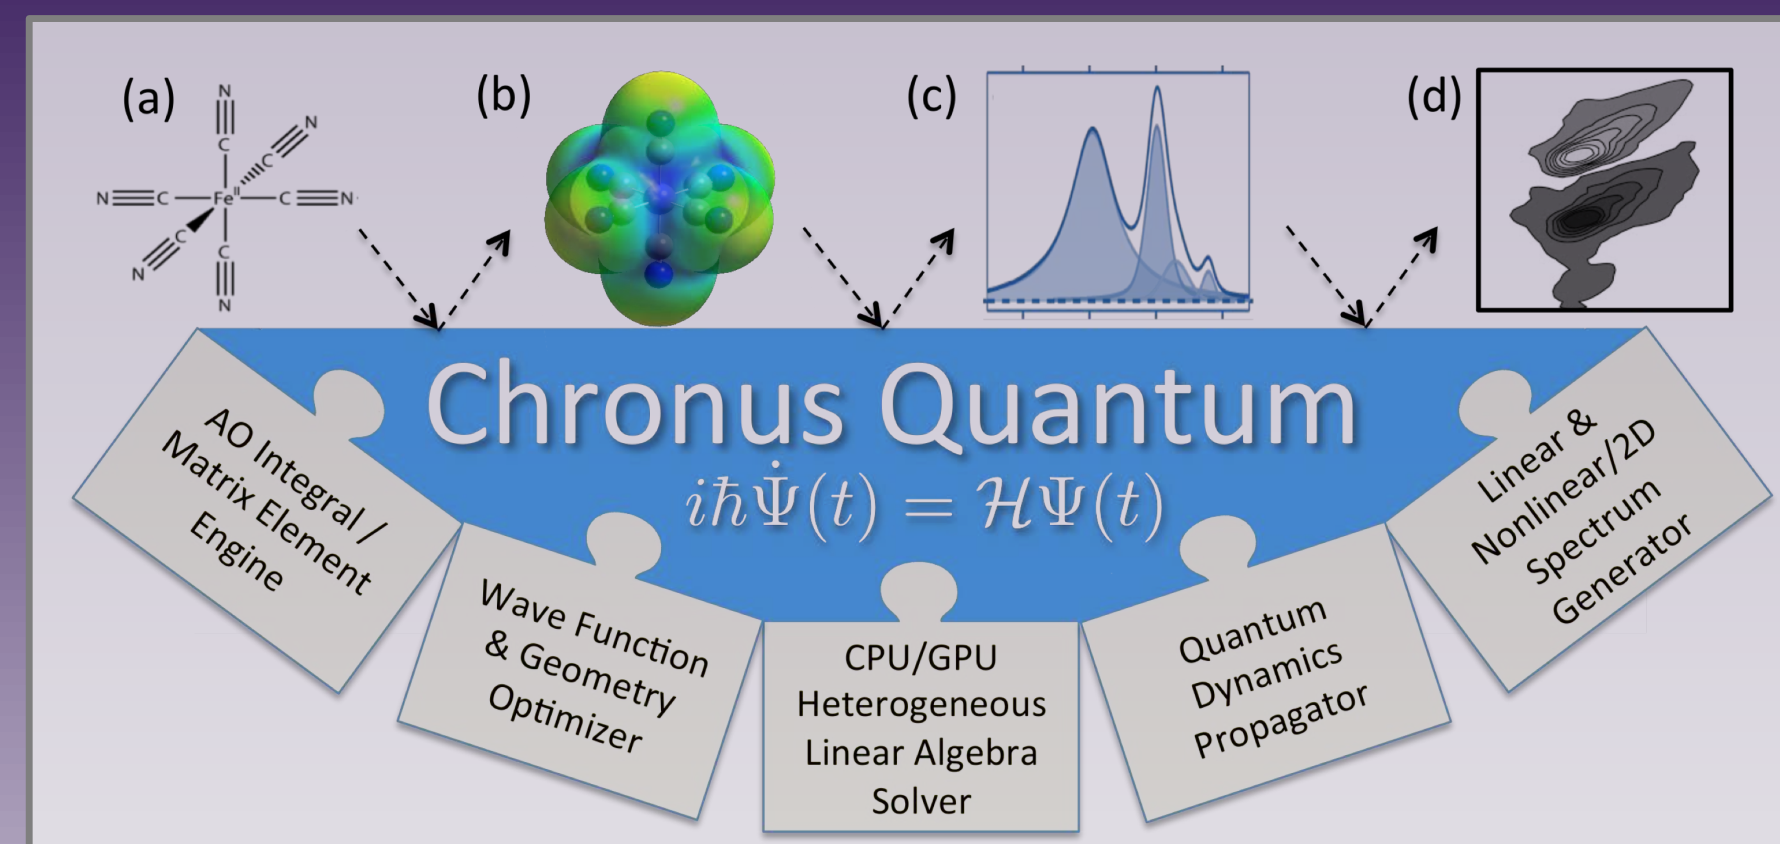 (a)
(b)
(c)
(d)
N
C
N
C
N≡C
Fe II
C≡N
C
N
C
N
Chronus Quantum
iħΨ̇(t) = ℋΨ(t)
AO Integral /
Matrix Element
Engine
Wave Function
& Geometry
Optimizer
CPU/GPU
Heterogeneous
Linear Algebra
Solver
Quantum
Dynamics
Propagator
Linear &
Nonlinear/2D
Spectrum
Generator